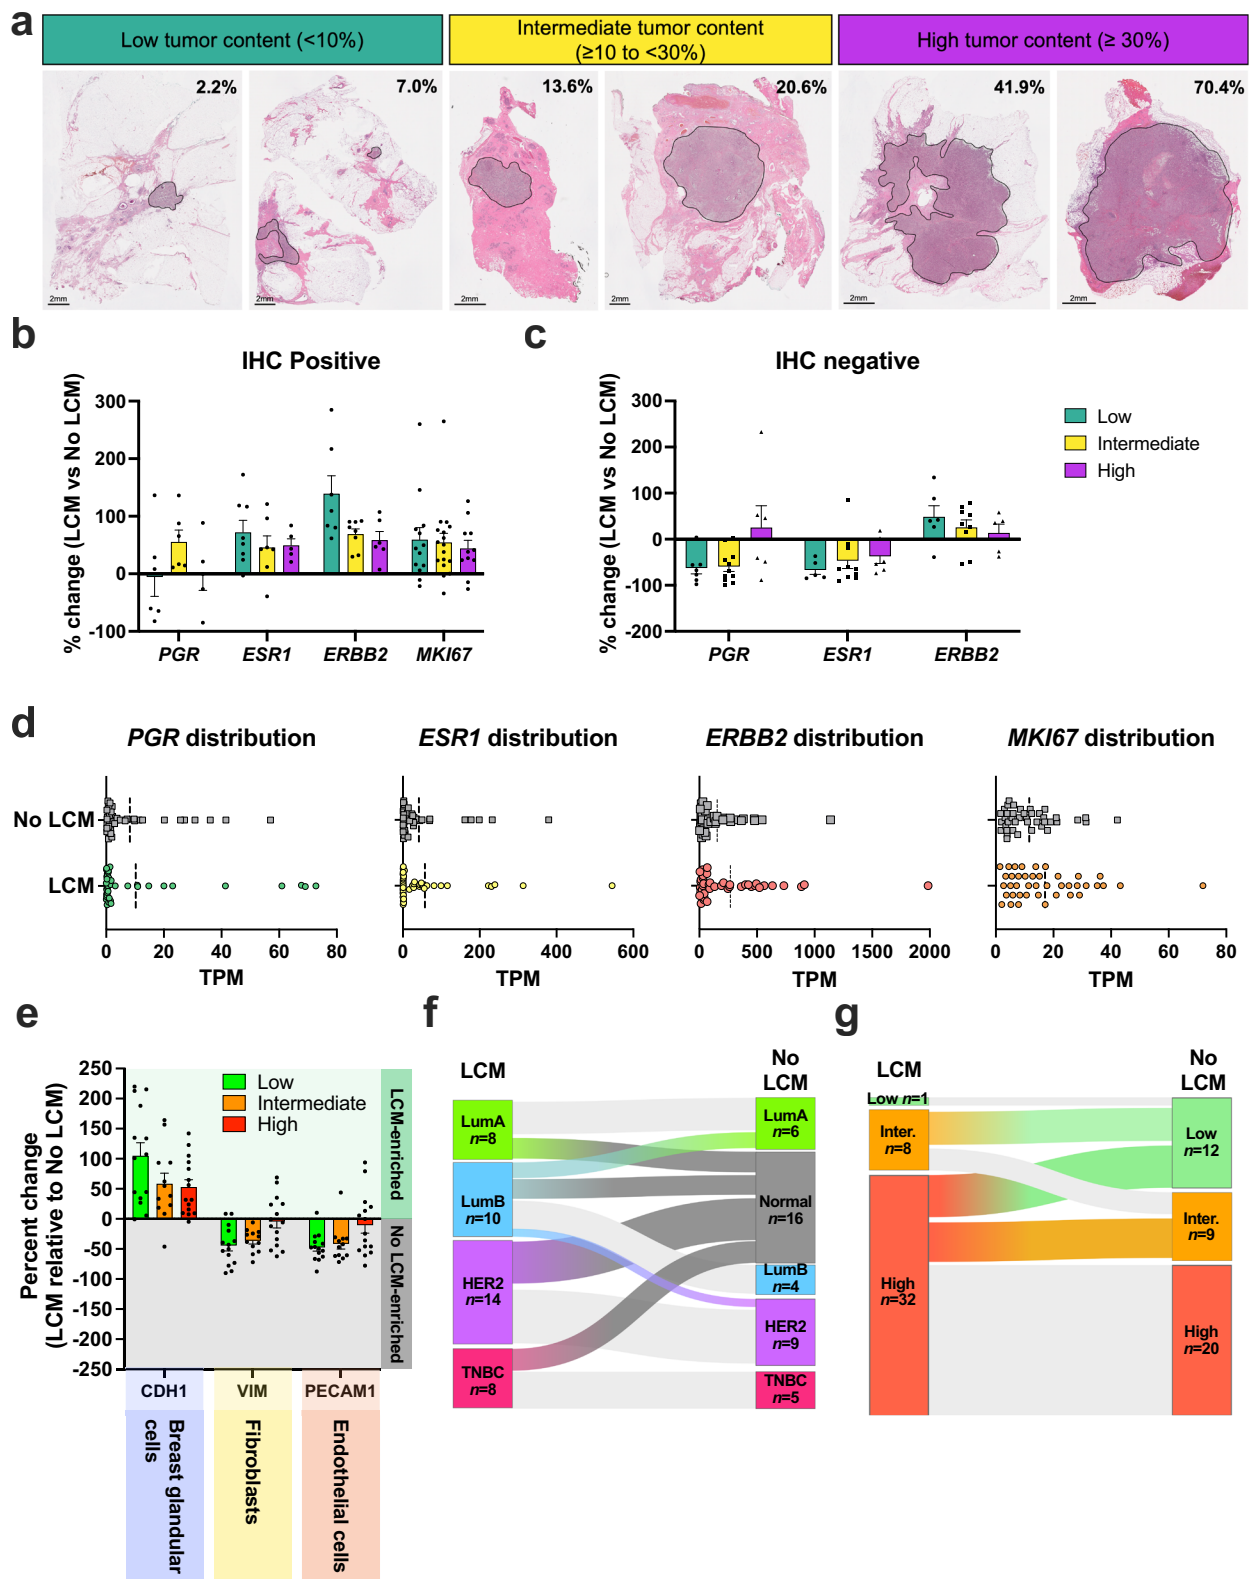 a
Low tumor content (<10%)
Intermediate tumor content
(≥10 to <30%)
High tumor content (≥ 30%)
2.2%
7.0%
13.6%
20.6%
41.9%
70.4%
2mm
2mm
2mm
2mm
2mm
2mm
b
IHC Positive
% change (LCM vs No LCM)
300
200
100
0
-100
PGR
ESR1
ERBB2
MKI67
c
IHC negative
% change (LCM vs No LCM)
300
200
100
0
-100
-200
PGR
ESR1
ERBB2
Low
Intermediate
High
d
PGR distribution
ESR1 distribution
ERBB2 distribution
MKI67 distribution
No LCM
LCM
0 20 40 60 80
TPM
0 200 400 600
TPM
0 500 1000 1500 2000
TPM
0 20 40 60 80
TPM
e
Percent change
(LCM relative to No LCM)
250
200
150
100
50
0
-50
-100
-150
-200
-250
Low
Intermediate
High
LCM-enriched
No LCM-enriched
CDH1
VIM
PECAM1
Breast glandular
cells
Fibroblasts
Endothelial cells
f
LCM
No
LCM
LumA
n=8
LumB
n=10
HER2
n=14
TNBC
n=8
LumA
n=6
Normal
n=16
LumB
n=4
HER2
n=9
TNBC
n=5
g
LCM
No
LCM
Low n=1
Inter.
n=8
High
n=32
Low
n=12
Inter.
n=9
High
n=20